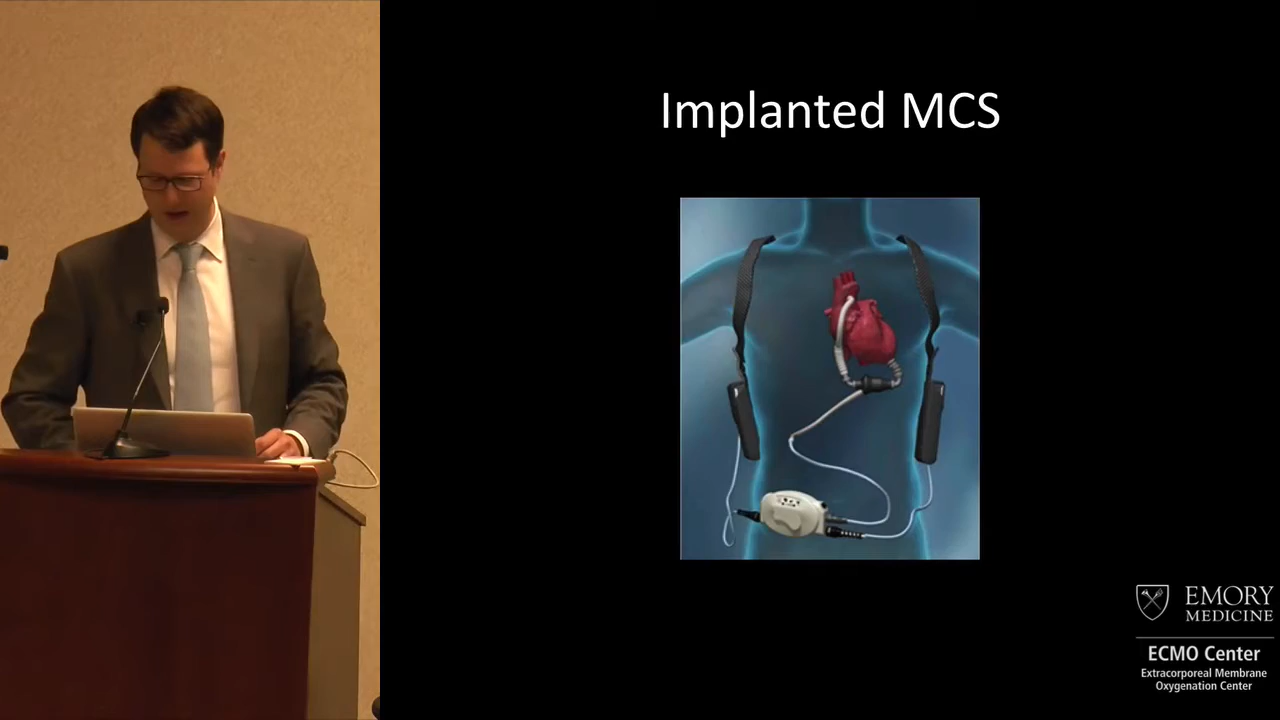 Implanted MCS
EMORY
MEDICINE
ECMO Center
Extracorporeal Membrane
Oxygenation Center